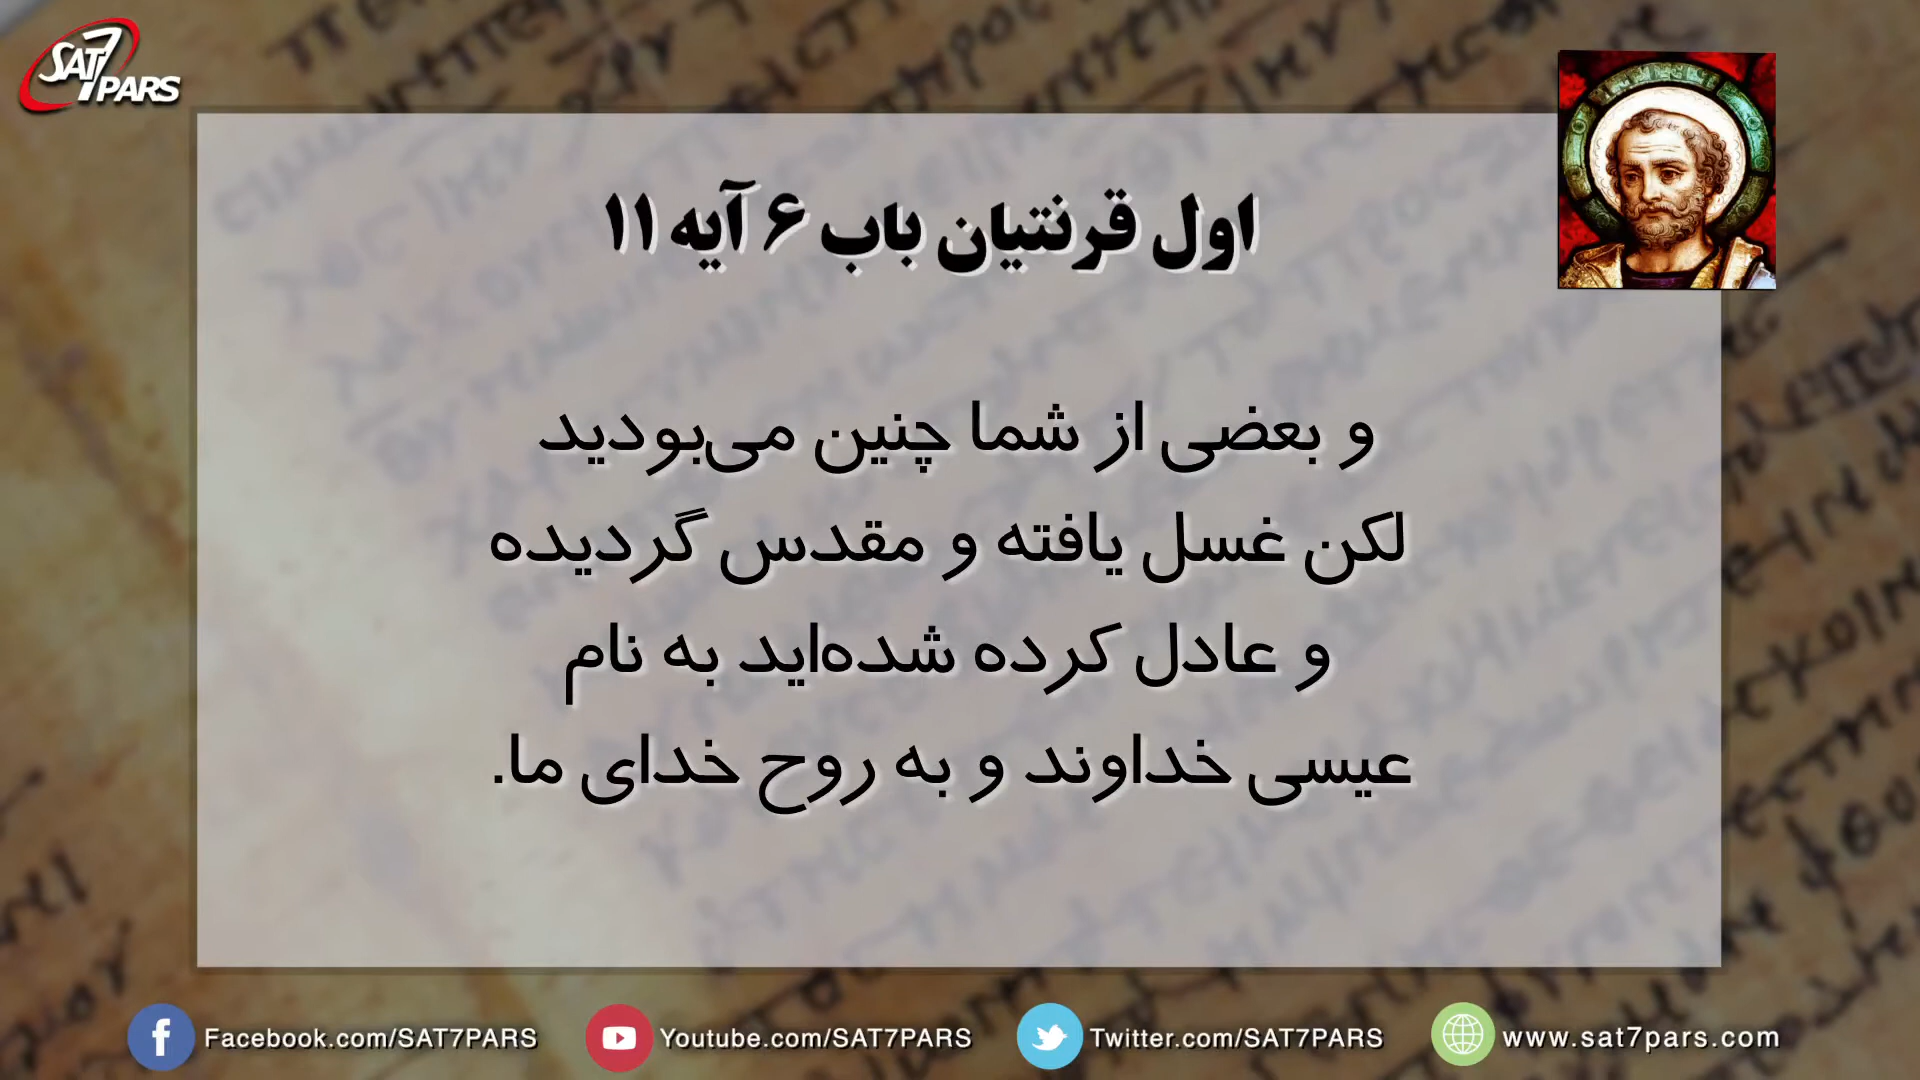 SAT7 PARS
اول قرنتیان باب ۶ آیه ۱۱
و بعضی از شما چنین می‌بودید
لکن غسل یافته و مقدس گردیده
و عادل کرده شده‌اید به نام
عیسی خداوند و به روح خدای ما.
Facebook.com/SAT7PARS
Youtube.com/SAT7PARS
Twitter.com/SAT7PARS
www.sat7pars.com